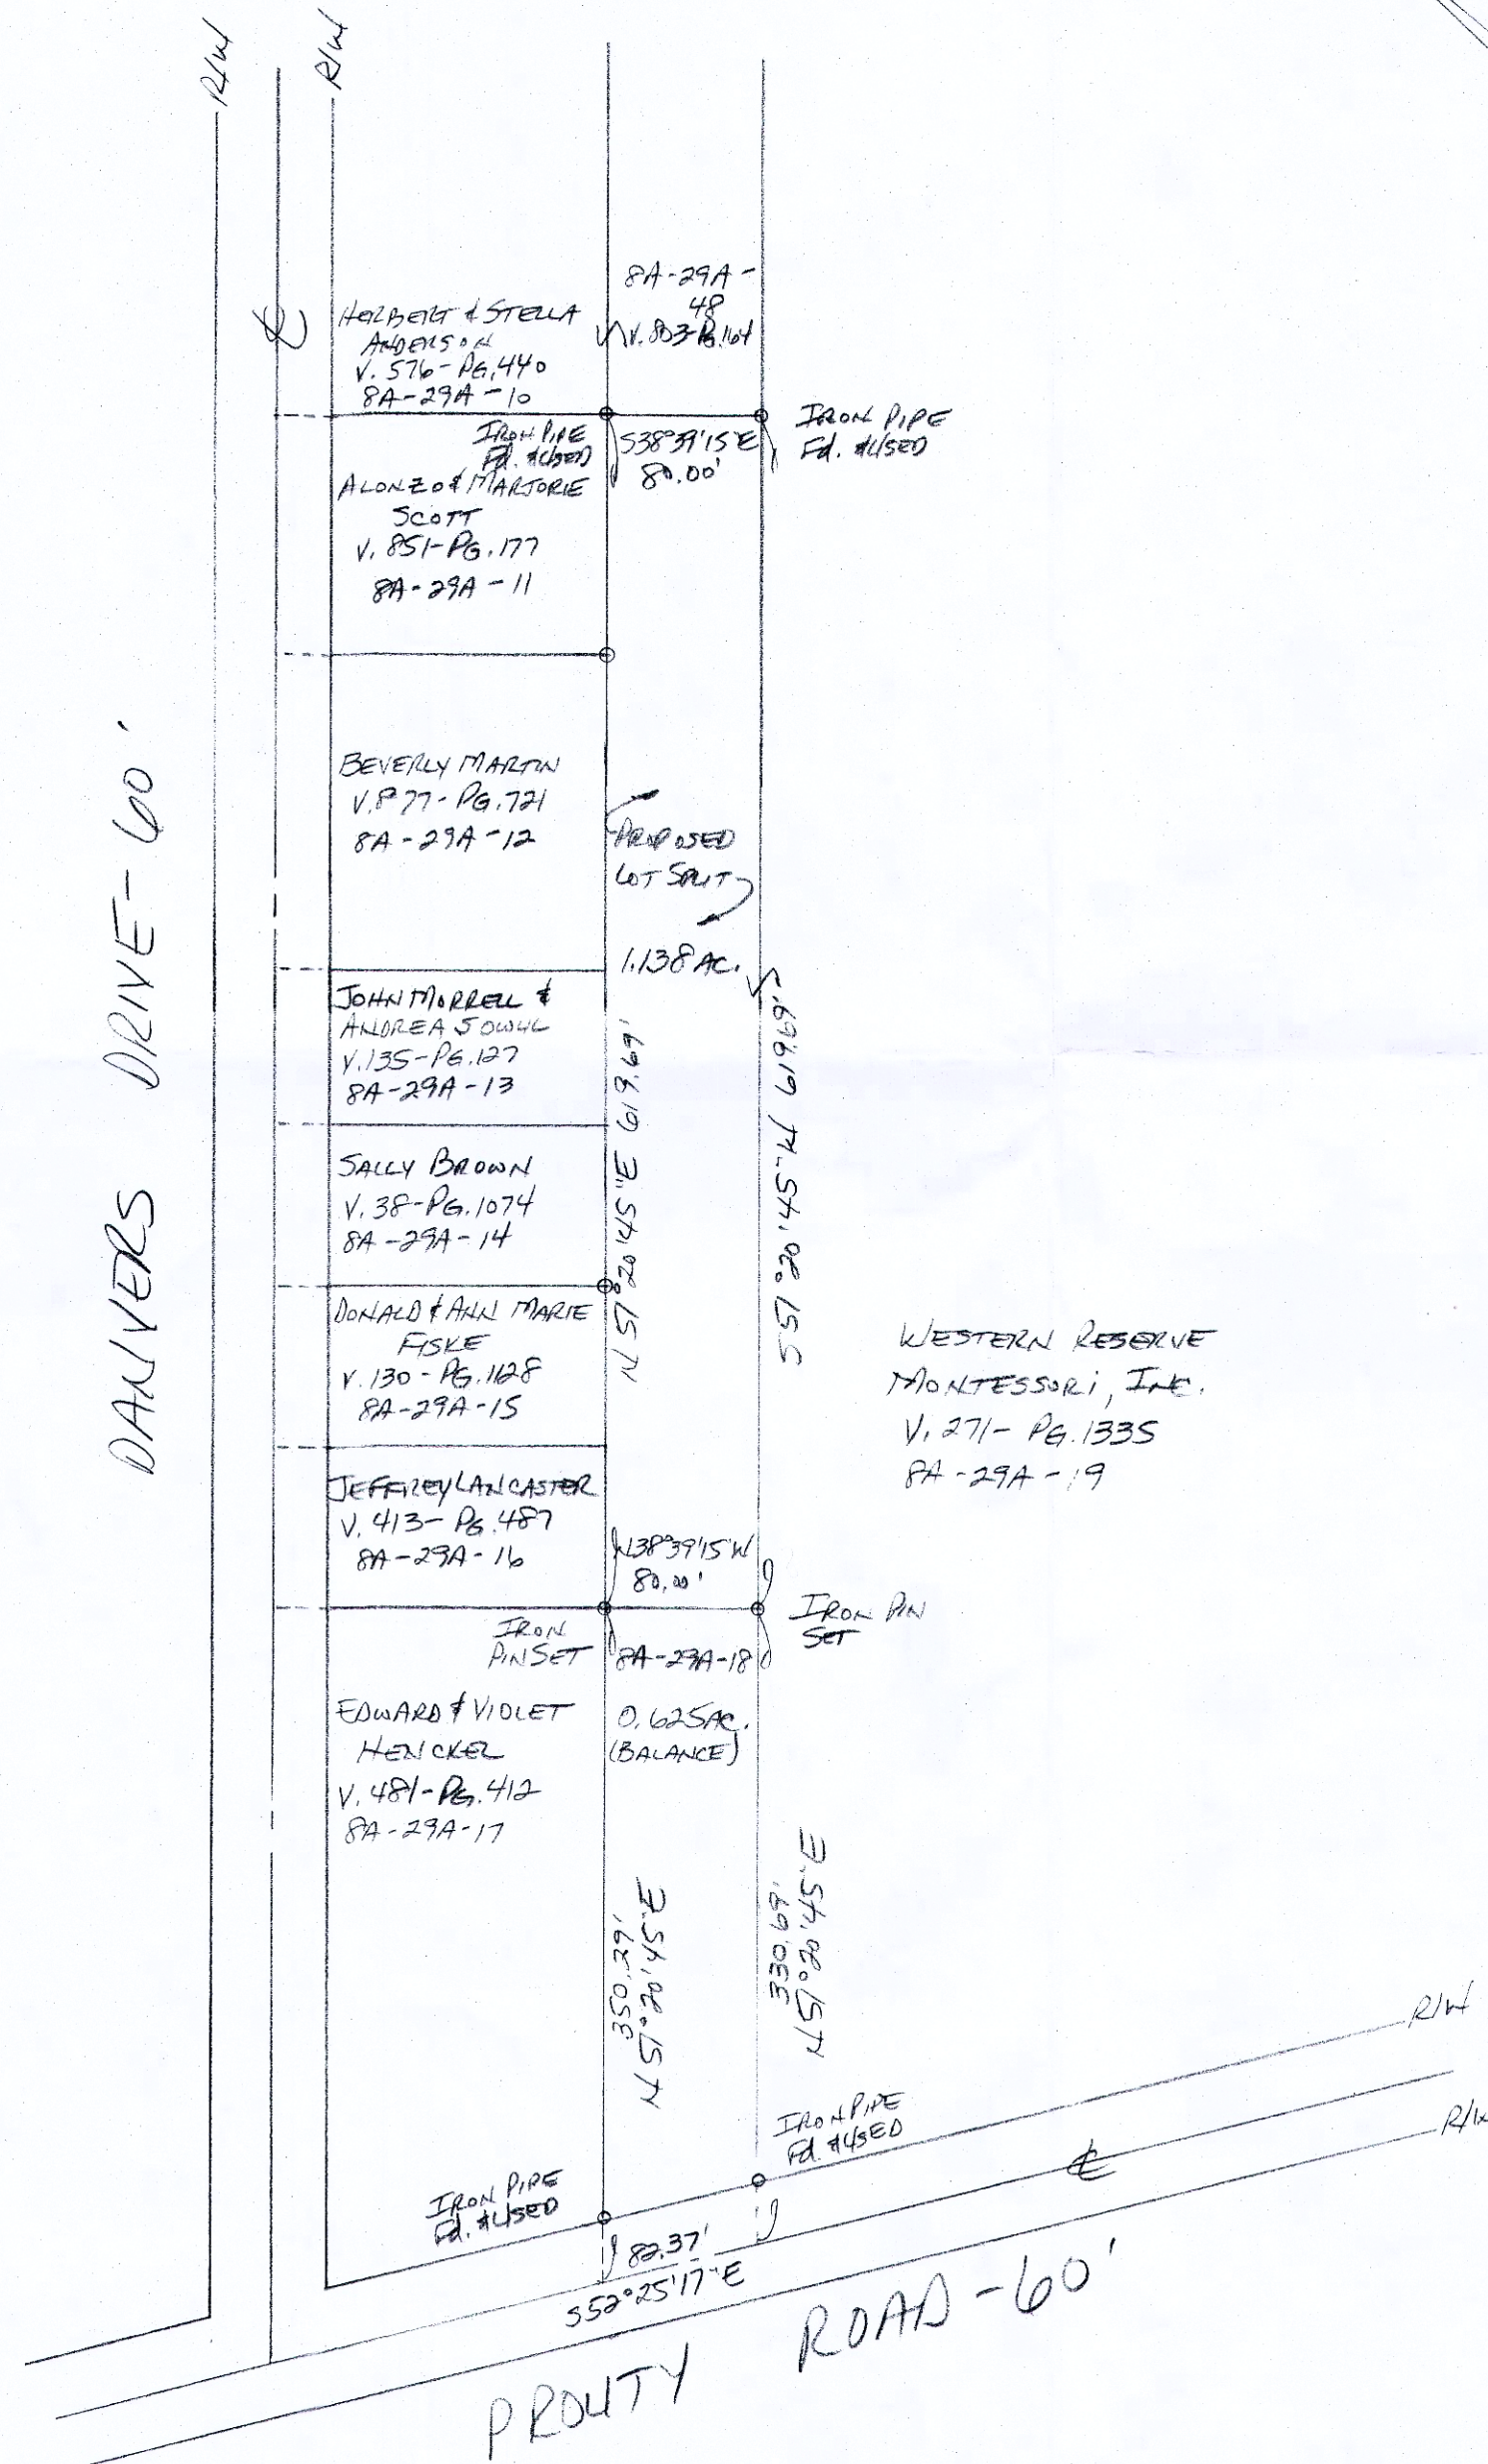 R/W
R/W
8A-29A-
48
V. 803-PG.164
HERBERT & STELLA
ANDERSON
V. 576-PG.440
8A-29A-10
℄
IRON PIPE
Fd. & USED
S38°39'15"E
80.00'
IRON PIPE
Fd. & USED
ALONZO & MARJORIE
SCOTT
V. 851-PG.177
8A-29A-11
BEVERLY MARTIN
V.877-PG.721
8A-29A-12
PROPOSED
LOT SPLIT
1.138 AC.
JOHN MORRELL &
ANDREA
V.135-PG.127
8A-29A-13
N 51°20'45"E 619.69'
S 51°20'45"W 619.69'
SALLY BROWN
V. 38-PG.1074
8A-29A-14
DONALD & ANN MARIE
FISKE
V. 130-PG.1128
8A-29A-15
WESTERN RESERVE
MONTESSORI, INC.
V. 271-PG.1335
8A-29A-19
JEFFREY LANCASTER
V. 413-PG.487
8A-29A-16
N38°39'15"W
80.00'
IRON
PIN SET
IRON PIN
SET
8A-29A-18
EDWARD & VIOLET
HENCKEL
V. 481-PG.412
8A-29A-17
0.625 AC.
(BALANCE)
350.29'
N 51°20'45"E
330.69'
N 51°20'45"E
DANVERS DRIVE-60'
R/W
R/W
IRON PIPE
Fd. & USED
IRON PIPE
Fd. & USED
℄
82.37'
S52°25'17"E
PROUTY ROAD-60'